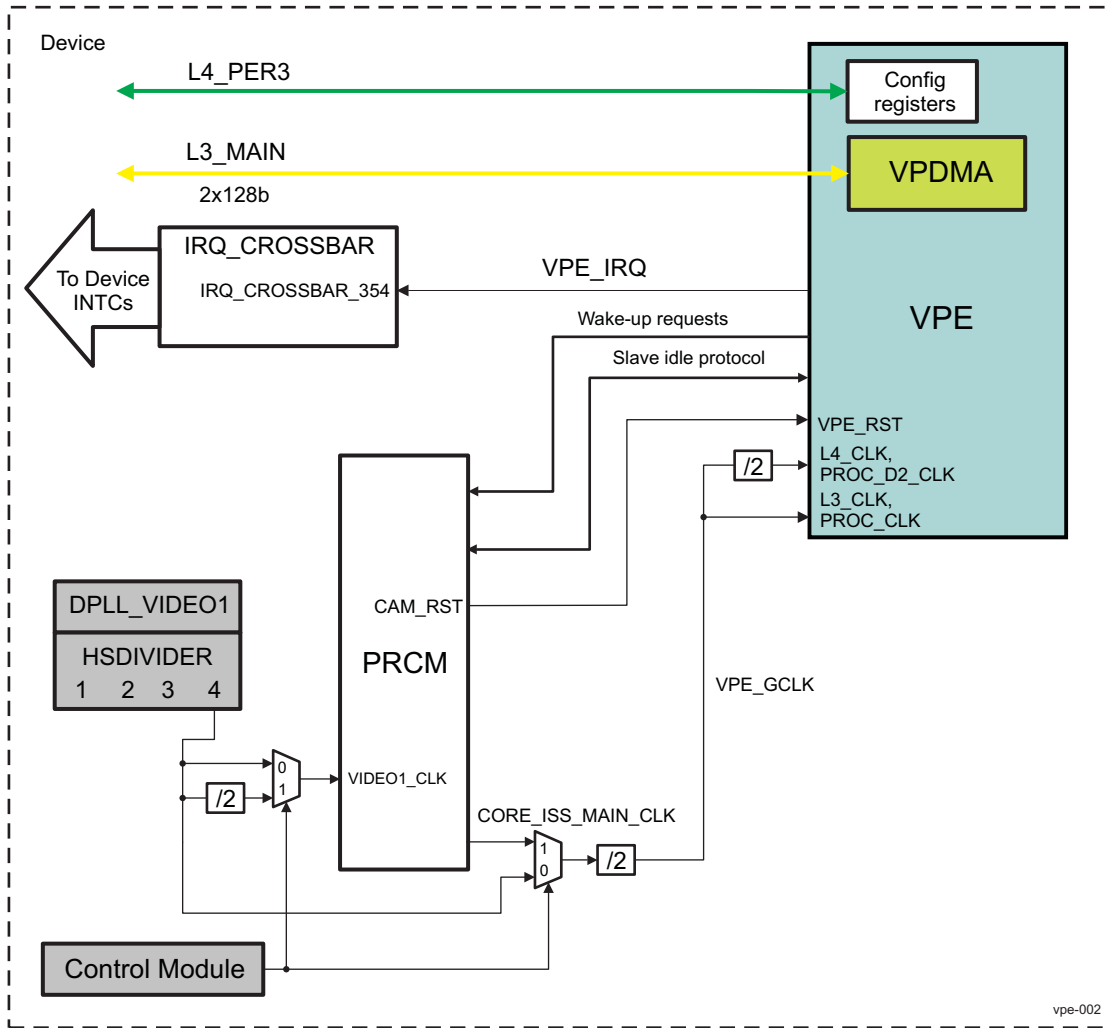 Device
L4_PER3
Config
registers
L3_MAIN
2x128b
VPDMA
IRQ_CROSSBAR
IRQ_CROSSBAR_354
To Device
INTCs
VPE_IRQ
VPE
Wake-up requests
Slave idle protocol
VPE_RST
/2
L4_CLK,
PROC_D2_CLK
L3_CLK,
PROC_CLK
DPLL_VIDEO1
HSDIVIDER
1 2 3 4
CAM_RST
PRCM
VPE_GCLK
0
1
/2
VIDEO1_CLK
CORE_ISS_MAIN_CLK
1
0
/2
Control Module
vpe-002